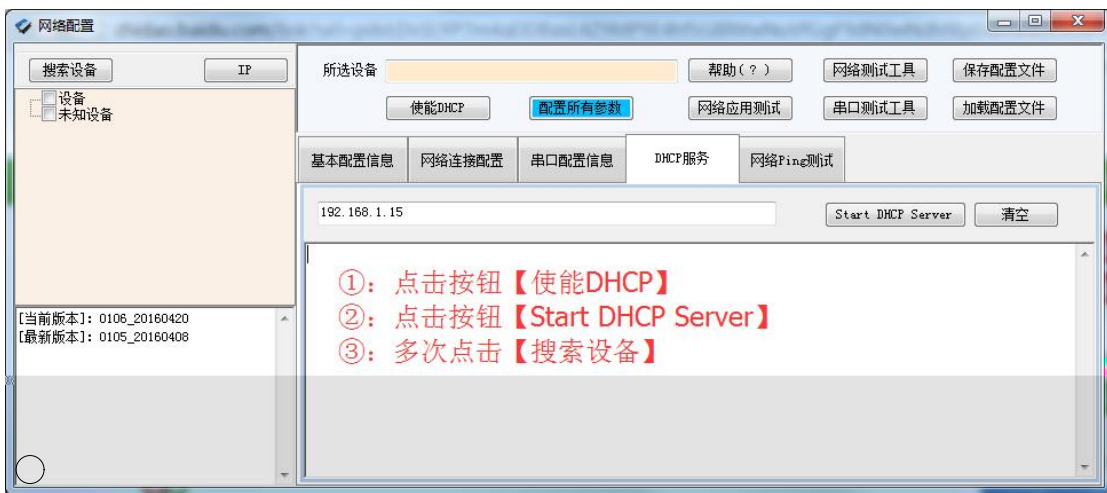 网络配置
搜索设备
IP
设备
未知设备
[当前版本]: 0106_20160420
[最新版本]: 0105_20160408
所选设备
帮助(?)
网络测试工具
保存配置文件
使能DHCP
配置所有参数
网络应用测试
串口测试工具
加载配置文件
基本配置信息
网络连接配置
串口配置信息
DHCP服务
网络Ping测试
192.168.1.15
Start DHCP Server
清空
①：点击按钮【使能DHCP】
②：点击按钮【Start DHCP Server】
③：多次点击【搜索设备】